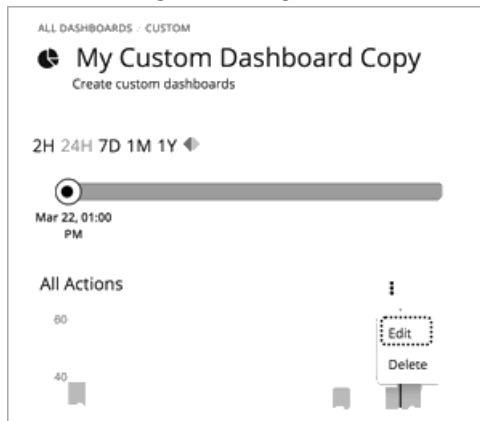 ALL DASHBOARDS / CUSTOM
My Custom Dashboard Copy
Create custom dashboards
2H 24H 7D 1M 1Y
Mar 22, 01:00
PM
All Actions
60
Edit
Delete
40